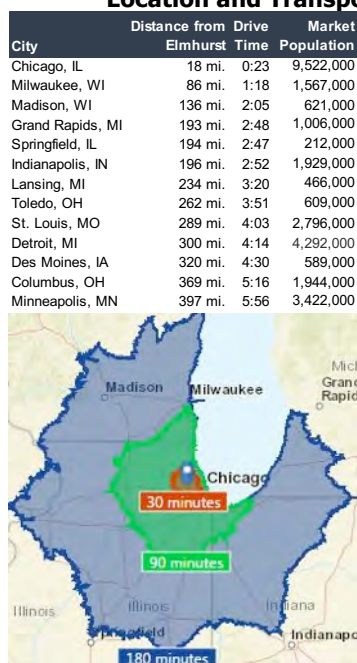 Distance from Drive Market
City Elmhurst Time Population
Chicago, IL 18 mi. 0:23 9,522,000
Milwaukee, WI 86 mi. 1:18 1,567,000
Madison, WI 136 mi. 2:05 621,000
Grand Rapids, MI 193 mi. 2:48 1,006,000
Springfield, IL 194 mi. 2:47 212,000
Indianapolis, IN 196 mi. 2:52 1,929,000
Lansing, MI 234 mi. 3:20 466,000
Toledo, OH 262 mi. 3:51 609,000
St. Louis, MO 289 mi. 4:03 2,796,000
Detroit, MI 300 mi. 4:14 4,292,000
Des Moines, IA 320 mi. 4:30 589,000
Columbus, OH 369 mi. 5:16 1,944,000
Minneapolis, MN 397 mi. 5:56 3,422,000
Mic
Gran
Rapid
Madison Milwaukee
Chicago
30 minutes
90 minutes
Illinois Illinois Indiana
Springfield Indianapo
180 minutes